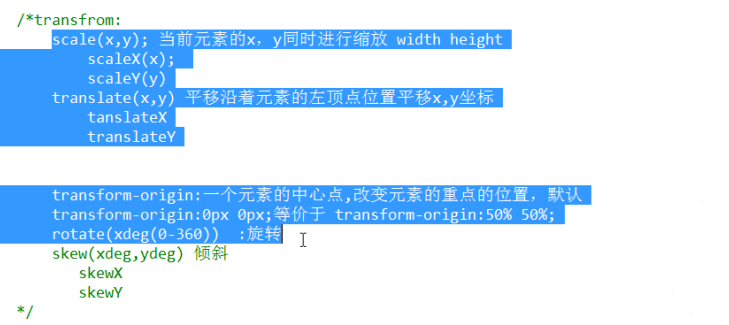 /*transfrom:
scale(x,y); 当前元素的x，y同时进行缩放 width height
scaleX(x);
scaleY(y)
translate(x,y) 平移沿着元素的左顶点位置平移x,y坐标
tanslateX
translateY
transform-origin:一个元素的中心点,改变元素的重点的位置，默认
transform-origin:0px 0px;等价于 transform-origin:50% 50%;
rotate(xdeg(0-360)) :旋转
skew(xdeg,ydeg) 倾斜
skewX
skewY
*/